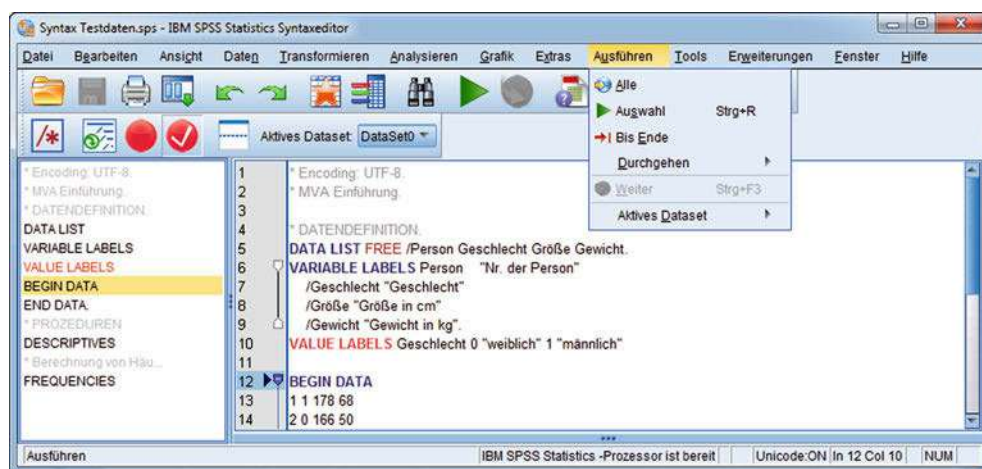 Syntax Testdaten.sps - IBM SPSS Statistics Syntaxeditor
Datei Bearbeiten Ansicht Daten Transformieren Analysieren Grafik Extras Ausführen Tools Erweiterungen Fenster Hilfe
Alle
Auswahl Strg+R
Bis Ende
Durchgehen
Weiter Strg+F3
Aktives Dataset
Aktives Dataset: DataSet0
* Encoding: UTF-8.
* MVA Einführung.
* DATENDEFINITION.
DATA LIST
VARIABLE LABELS
VALUE LABELS
BEGIN DATA
END DATA.
* PROZEDUREN
DESCRIPTIVES
* Berechnung von Häu...
FREQUENCIES
1 * Encoding: UTF-8.
2 * MVA Einführung.
3
4 * DATENDEFINITION.
5 DATA LIST FREE /Person Geschlecht Größe Gewicht.
6 VARIABLE LABELS Person "Nr. der Person"
7 /Geschlecht "Geschlecht"
8 /Größe "Größe in cm"
9 /Gewicht "Gewicht in kg".
10 VALUE LABELS Geschlecht 0 "weiblich" 1 "männlich"
11
12 BEGIN DATA
13 1 1 178 68
14 2 0 166 50
Ausführen IBM SPSS Statistics -Prozessor ist bereit Unicode:ON In 12 Col 10 NUM